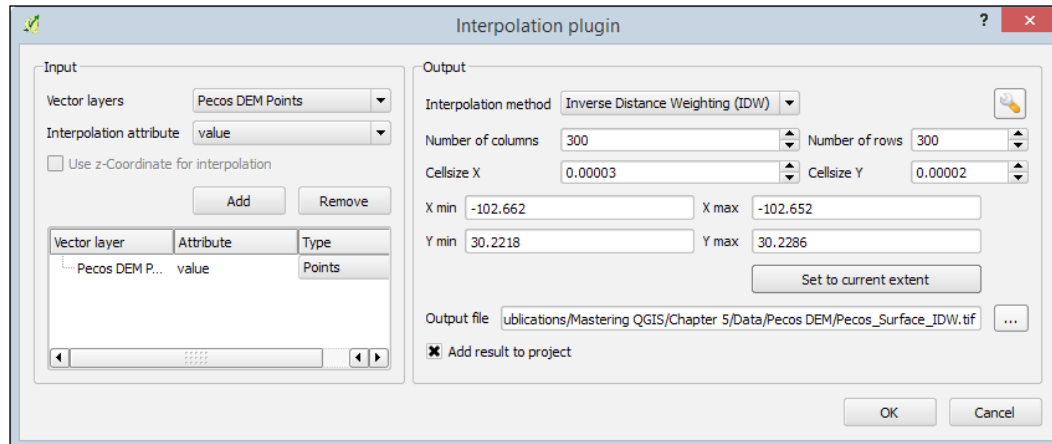 Interpolation plugin
? ×
Input
Vector layers Pecos DEM Points
Interpolation attribute value
Use z-Coordinate for interpolation
Add Remove
Vector layer Attribute Type
Pecos DEM P... value Points
Output
Interpolation method Inverse Distance Weighting (IDW)
Number of columns 300 Number of rows 300
Cellsize X 0.00003 Cellsize Y 0.00002
X min -102.662 X max -102.652
Y min 30.2218 Y max 30.2286
Set to current extent
Output file ublications/Mastering QGIS/Chapter 5/Data/Pecos DEM/Pecos_Surface_IDW.tif ...
Add result to project
OK Cancel